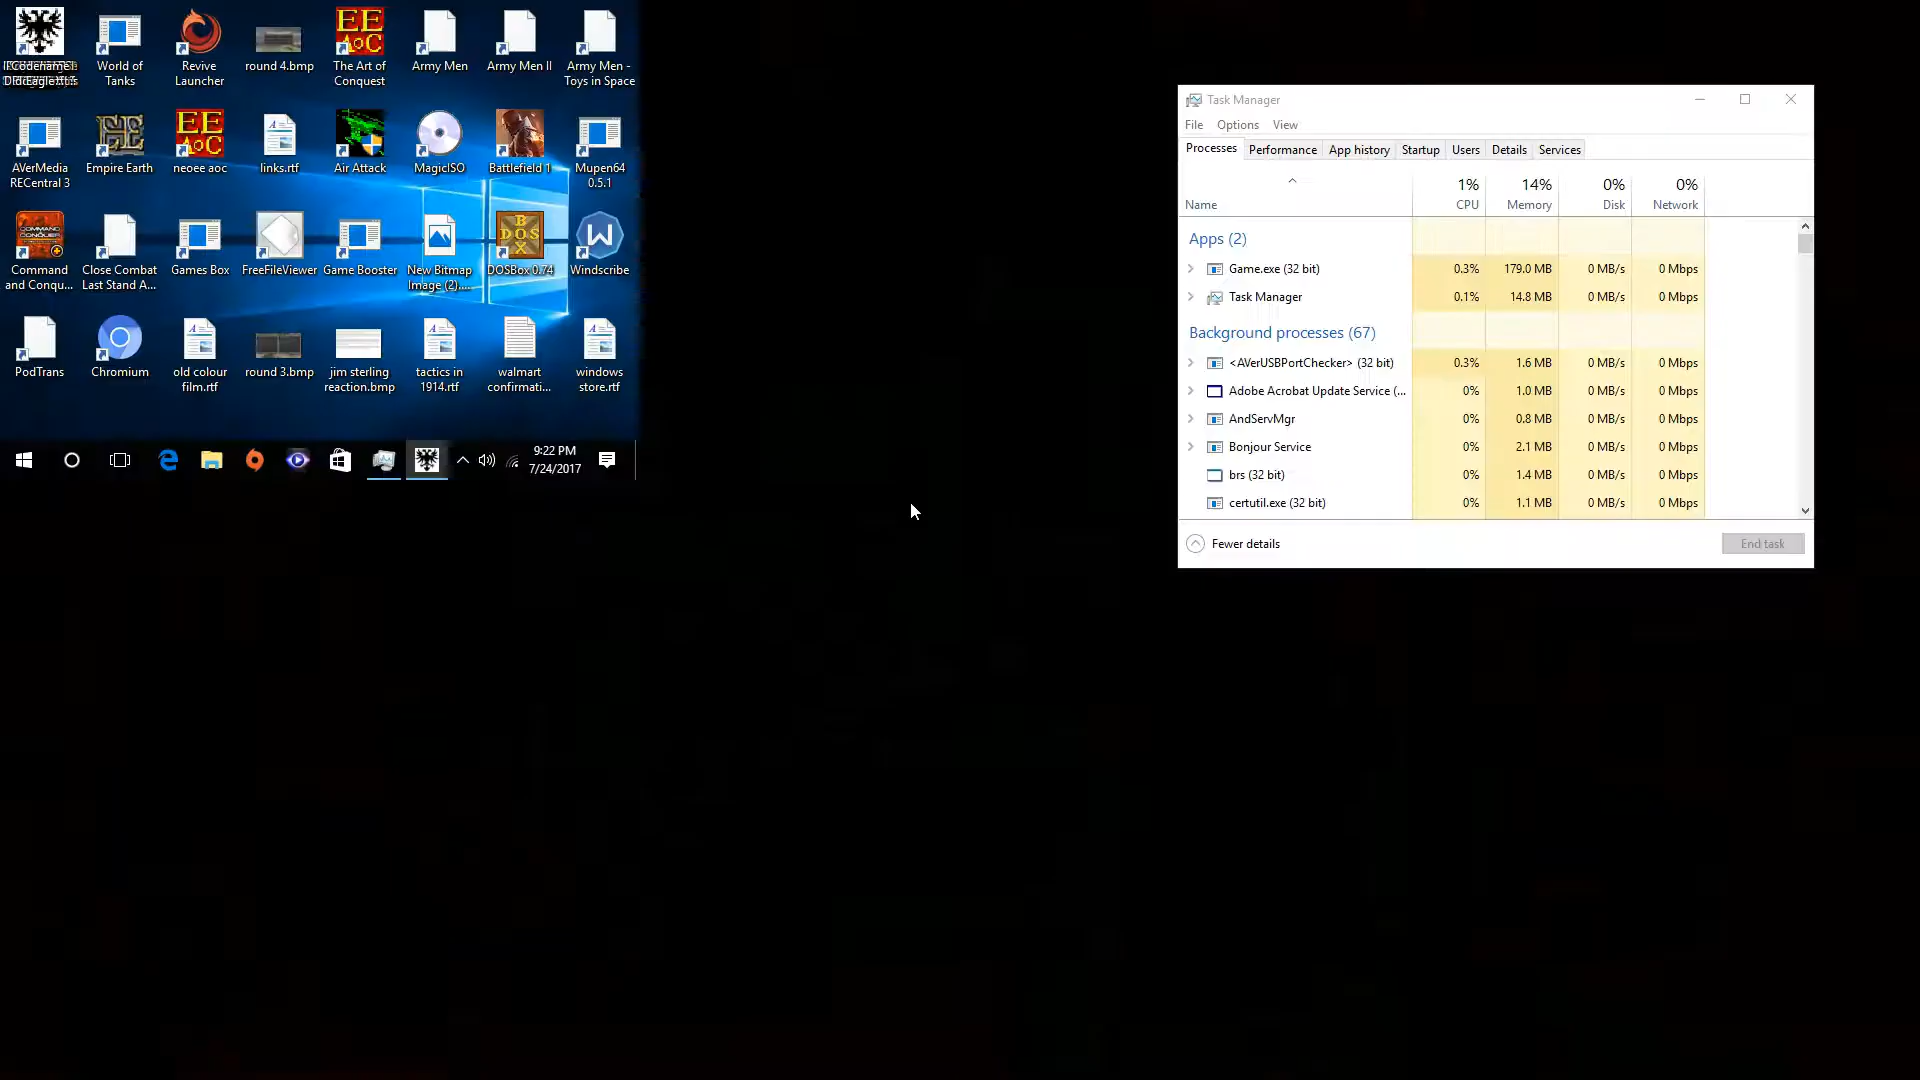 World of
Tanks
Revive
Launcher
round 4.bmp
EE
AoC
The Art of
Conquest
Army Men
Army Men II
Army Men -
Toys in Space
AVerMedia
RECentral 3
EE
Empire Earth
EE
AoC
neoee aoc
links.rtf
Air Attack
MagicISO
Battlefield 1
Mupen64
0.5.1
COMMAND
CONQUER
Command
and Conqu...
Close Combat
Last Stand A...
Games Box
FreeFileViewer
Game Booster
New Bitmap
Image (2)....
DOS
BOX
DOSBox 0.74
W
Windscribe
PodTrans
Chromium
old colour
film.rtf
round 3.bmp
jim sterling
reaction.bmp
tactics in
1914.rtf
walmart
confirmati...
windows
store.rtf
9:22 PM
7/24/2017
Task Manager
File Options View
Processes Performance App history Startup Users Details Services
1% 14% 0% 0%
Name CPU Memory Disk Network
Apps (2)
Game.exe (32 bit) 0.3% 179.0 MB 0 MB/s 0 Mbps
Task Manager 0.1% 14.8 MB 0 MB/s 0 Mbps
Background processes (67)
<AVerUSBPortChecker> (32 bit) 0.3% 1.6 MB 0 MB/s 0 Mbps
Adobe Acrobat Update Service (... 0% 1.0 MB 0 MB/s 0 Mbps
AndServMgr 0% 0.8 MB 0 MB/s 0 Mbps
Bonjour Service 0% 2.1 MB 0 MB/s 0 Mbps
brs (32 bit) 0% 1.4 MB 0 MB/s 0 Mbps
certutil.exe (32 bit) 0% 1.1 MB 0 MB/s 0 Mbps
Fewer details
End task